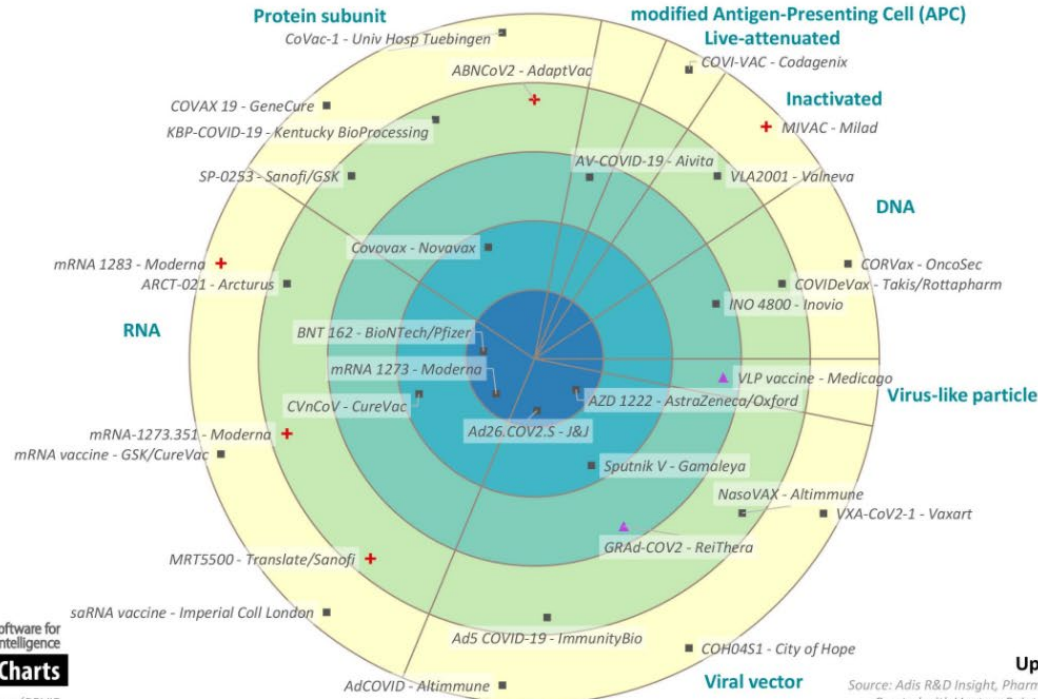 Protein subunit
modified Antigen-Presenting Cell (APC)
CoVac-1 - Univ Hosp Tuebingen
Live-attenuated
ABNCoV2 - AdaptVac
COVI-VAC - Codagenix
COVAX 19 - GeneCure
Inactivated
KBP-COVID-19 - Kentucky BioProcessing
MIVAC - Milad
AV-COVID-19 - Aivita
SP-0253 - Sanofi/GSK
VLA2001 - Valneva
DNA
Covovax - Novavax
mRNA 1283 - Moderna
CORVax - OncoSec
ARCT-021 - Arcturus
COVIDeVax - Takis/Rottapharm
INO 4800 - Inovio
RNA
BNT 162 - BioNTech/Pfizer
mRNA 1273 - Moderna
VLP vaccine - Medicago
Virus-like particle
CVnCoV - CureVac
AZD 1222 - AstraZeneca/Oxford
Ad26.COV2.S - J&J
mRNA-1273.351 - Moderna
mRNA vaccine - GSK/CureVac
Sputnik V - Gamaleya
NasoVAX - Altimmune
VXA-CoV2-1 - Vaxart
GRAd-COV2 - ReiThera
MRT5500 - Translate/Sanofi
saRNA vaccine - Imperial Coll London
Ad5 COVID-19 - ImmunityBio
COH04S1 - City of Hope
oftware for
ntelligence
Charts
Up
AdCOVID - Altimmune
Viral vector
Source: Adis R&D Insight, Pharm